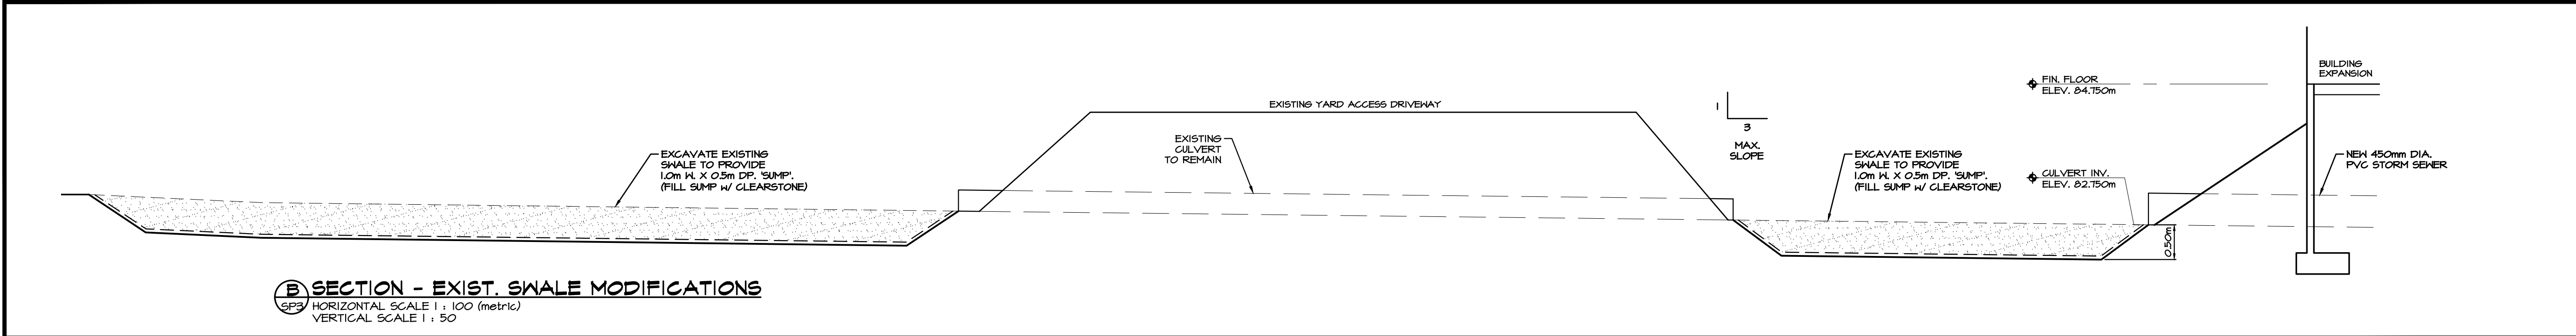 EXCAVATE EXISTING
SWALE TO PROVIDE
1.0m W. X 0.5m DP. 'SUMP'.
(FILL SUMP W/ CLEARSTONE)
EXISTING YARD ACCESS DRIVEWAY
EXISTING
CULVERT
TO REMAIN
1
3
MAX.
SLOPE
EXCAVATE EXISTING
SWALE TO PROVIDE
1.0m W. X 0.5m DP. 'SUMP'.
(FILL SUMP W/ CLEARSTONE)
FIN. FLOOR
ELEV. 84.750m
CULVERT INV.
ELEV. 82.750m
0.50m
BUILDING
EXPANSION
NEW 450mm DIA.
PVC STORM SEWER
B
SP3
SECTION - EXIST. SWALE MODIFICATIONS
HORIZONTAL SCALE 1 : 100 (metric)
VERTICAL SCALE 1 : 50